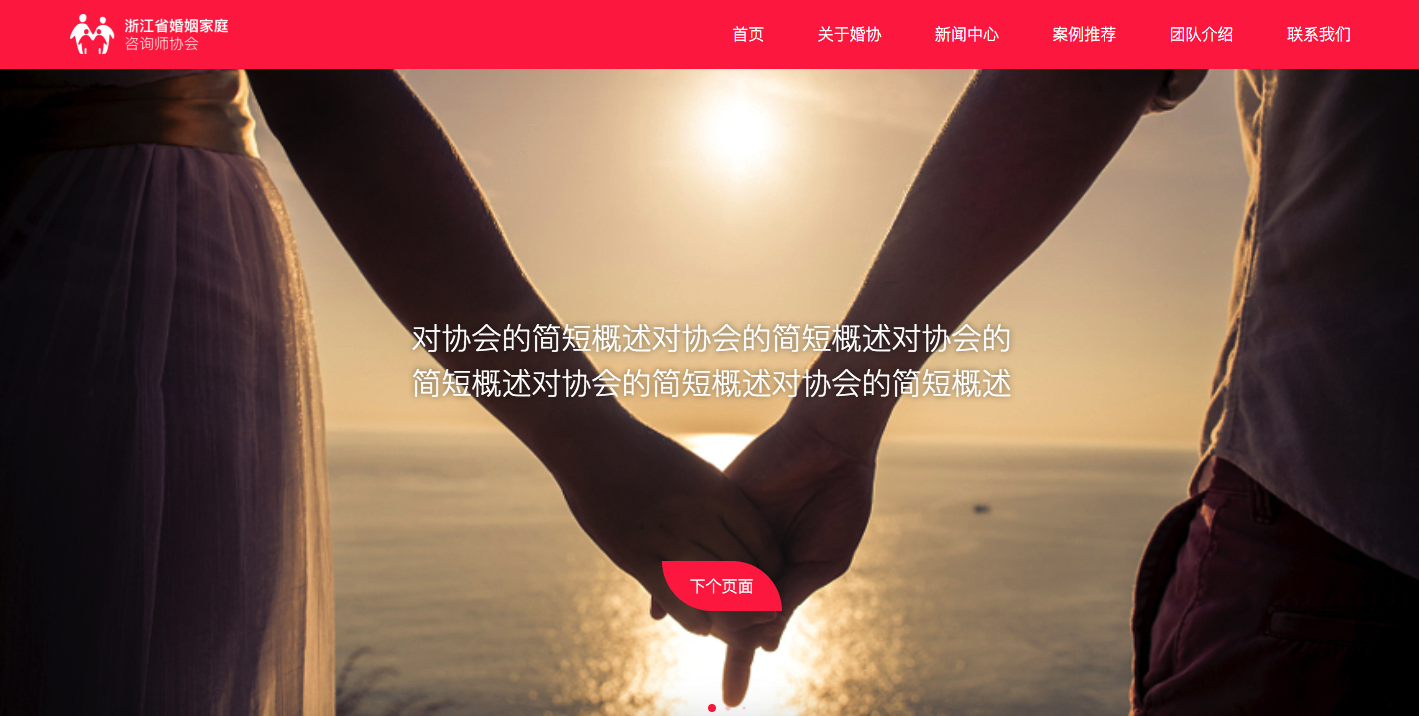 浙江省婚姻家庭
咨询师协会
首页
关于婚协
新闻中心
案例推荐
团队介绍
联系我们
对协会的简短概述对协会的简短概述对协会的
简短概述对协会的简短概述对协会的简短概述
下个页面